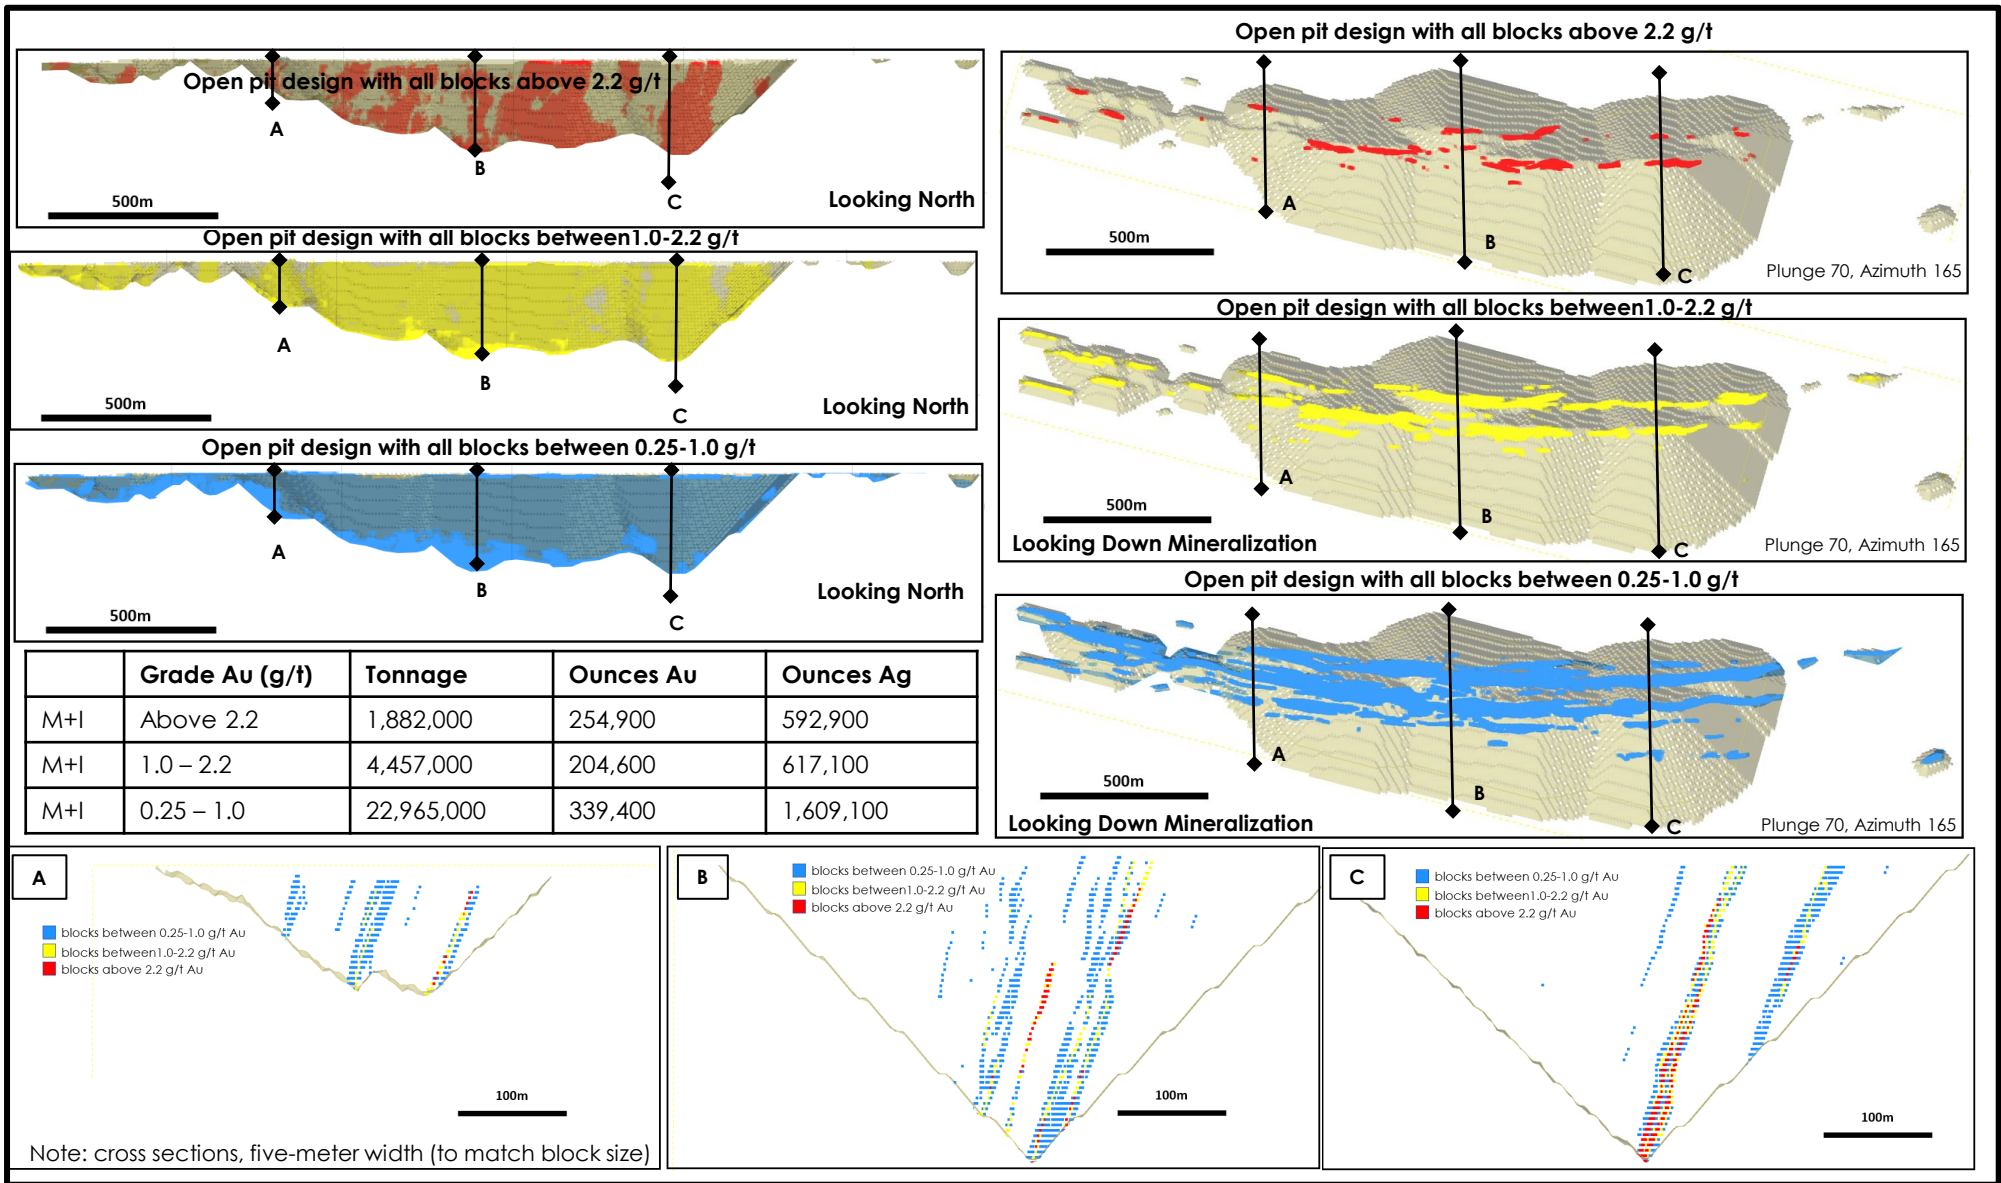 Open pit design with all blocks above 2.2 g/t
A
B
C
500m
Looking North
Open pit design with all blocks between1.0-2.2 g/t
A
B
C
500m
Looking North
Open pit design with all blocks between 0.25-1.0 g/t
A
B
C
500m
Looking North
Open pit design with all blocks above 2.2 g/t
A
B
C
500m
Plunge 70, Azimuth 165
Open pit design with all blocks between1.0-2.2 g/t
A
B
C
500m
Looking Down Mineralization
Plunge 70, Azimuth 165
Open pit design with all blocks between 0.25-1.0 g/t
A
B
C
500m
Looking Down Mineralization
Plunge 70, Azimuth 165
Grade Au (g/t) Tonnage Ounces Au Ounces Ag
M+I Above 2.2 1,882,000 254,900 592,900
M+I 1.0 – 2.2 4,457,000 204,600 617,100
M+I 0.25 – 1.0 22,965,000 339,400 1,609,100
A
blocks between 0.25-1.0 g/t Au
blocks between1.0-2.2 g/t Au
blocks above 2.2 g/t Au
100m
Note: cross sections, five-meter width (to match block size)
B
blocks between 0.25-1.0 g/t Au
blocks between1.0-2.2 g/t Au
blocks above 2.2 g/t Au
100m
C
blocks between 0.25-1.0 g/t Au
blocks between1.0-2.2 g/t Au
blocks above 2.2 g/t Au
100m